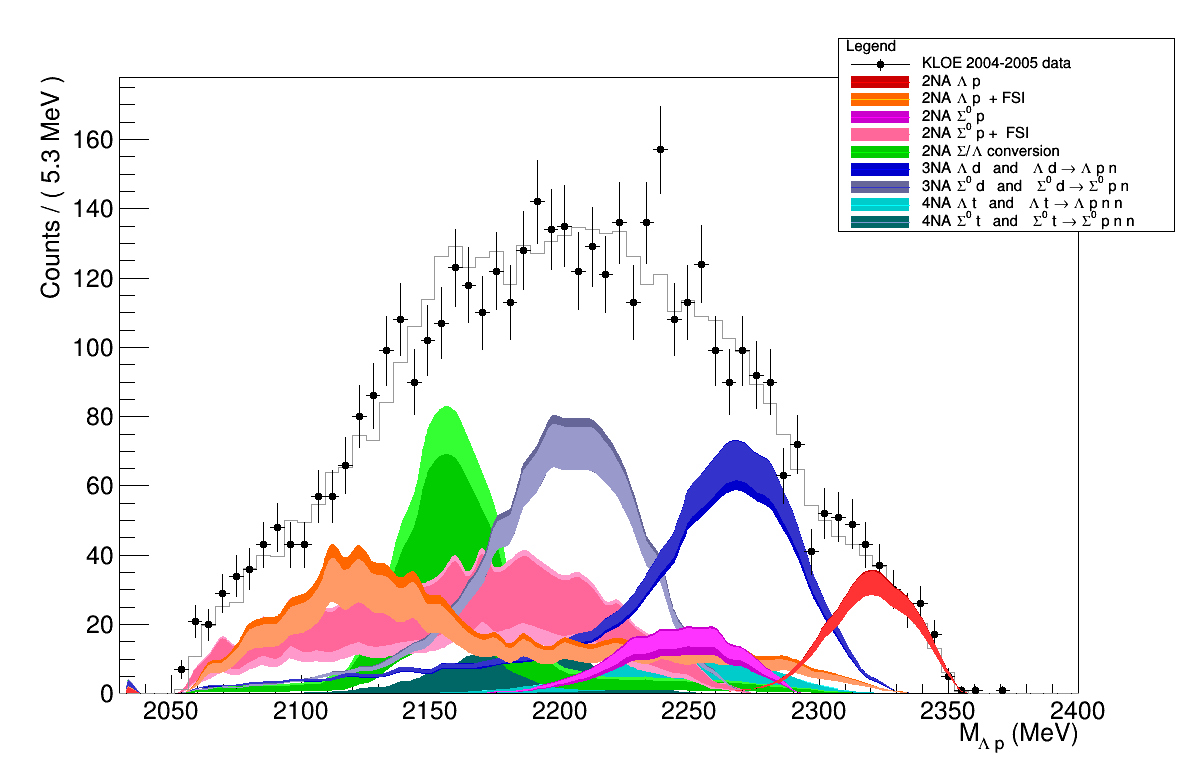 Legend
KLOE 2004-2005 data
2NA Λ p
2NA Λ p + FSI
2NA Σ⁰ p
2NA Σ⁰ p + FSI
2NA Σ/Λ conversion
3NA Λ d and Λ d → Λ p n
3NA Σ⁰ d and Σ⁰ d → Σ⁰ p n
4NA Λ t and Λ t → Λ p n n
4NA Σ⁰ t and Σ⁰ t → Σ⁰ p n n
Counts / ( 5.3 MeV )
160
140
120
100
80
60
40
20
0
2050 2100 2150 2200 2250 2300 2350 2400
M_Λ p (MeV)